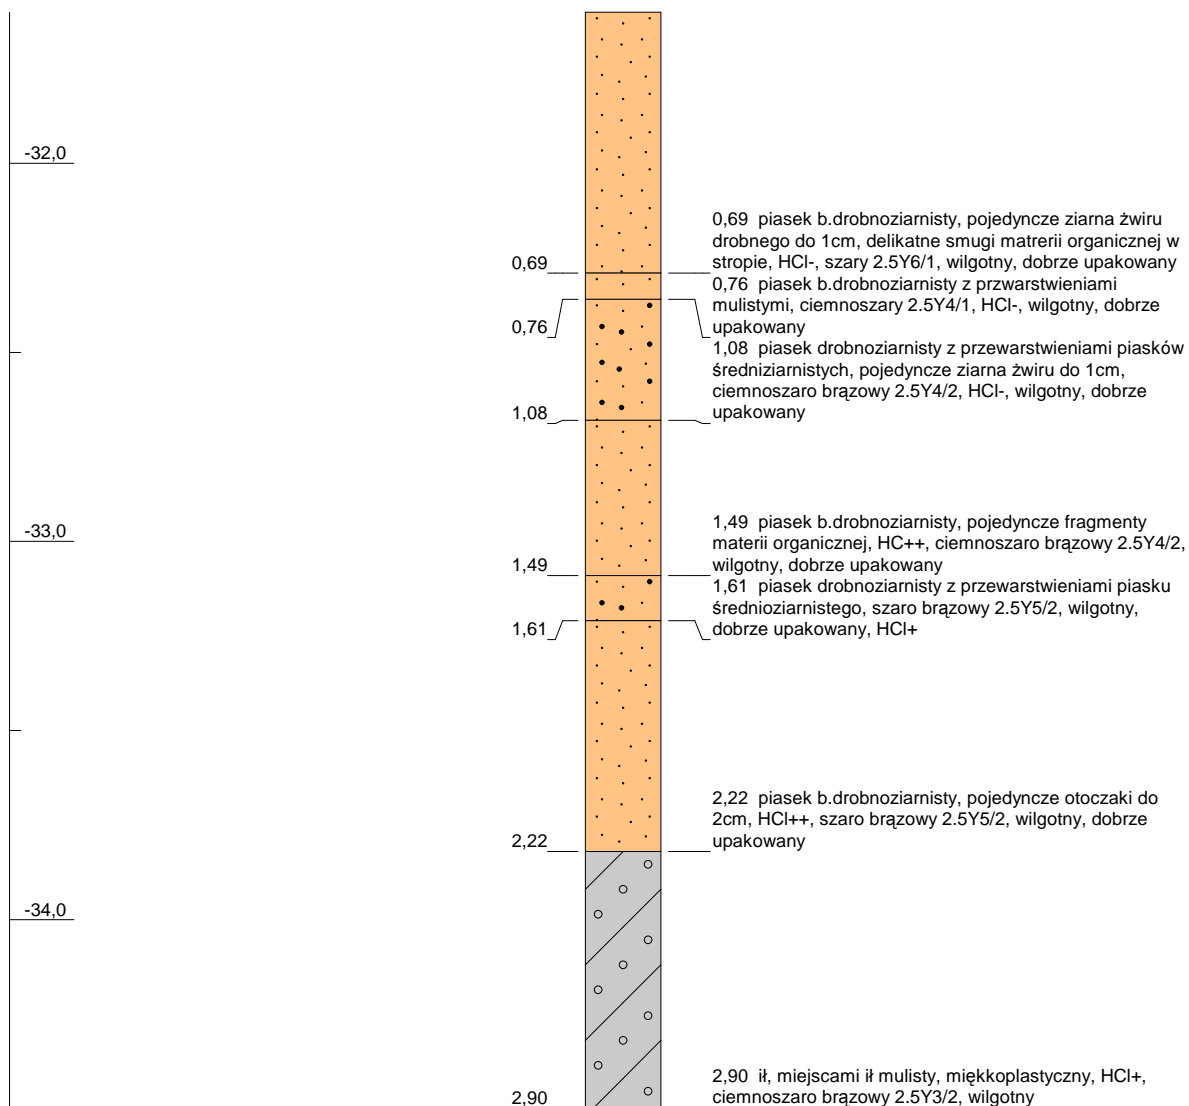 -32,0
0,69 piasek b.drobnoziarnisty, pojedyncze ziarna żwiru
drobnego do 1cm, delikatne smugi matrerii organicznej w
0,69
stropie, HCl-, szary 2.5Y6/1, wilgotny, dobrze upakowany
0,76 piasek b.drobnoziarnisty z przwarstwieniami
mulistymi, ciemnoszary 2.5Y4/1, HCl-, wilgotny, dobrze
0,76
upakowany
1,08 piasek drobnoziarnisty z przewarstwieniami piasków
średniziarnistych, pojedyncze ziarna żwiru do 1cm,
ciemnoszaro brązowy 2.5Y4/2, HCl-, wilgotny, dobrze
1,08
upakowany
-33,0
1,49 piasek b.drobnoziarnisty, pojedyncze fragmenty
materii organicznej, HC++, ciemnoszaro brązowy 2.5Y4/2,
1,49
wilgotny, dobrze upakowany
1,61 piasek drobnoziarnisty z przewarstwieniami piasku
średnioziarnistego, szaro brązowy 2.5Y5/2, wilgotny,
1,61
dobrze upakowany, HCl+
2,22 piasek b.drobnoziarnisty, pojedyncze otoczaki do
2cm, HCl++, szaro brązowy 2.5Y5/2, wilgotny, dobrze
2,22
upakowany
-34,0
2,90 ił, miejscami ił mulisty, miękkoplastyczny, HCl+,
2,90
ciemnoszaro brązowy 2.5Y3/2, wilgotny